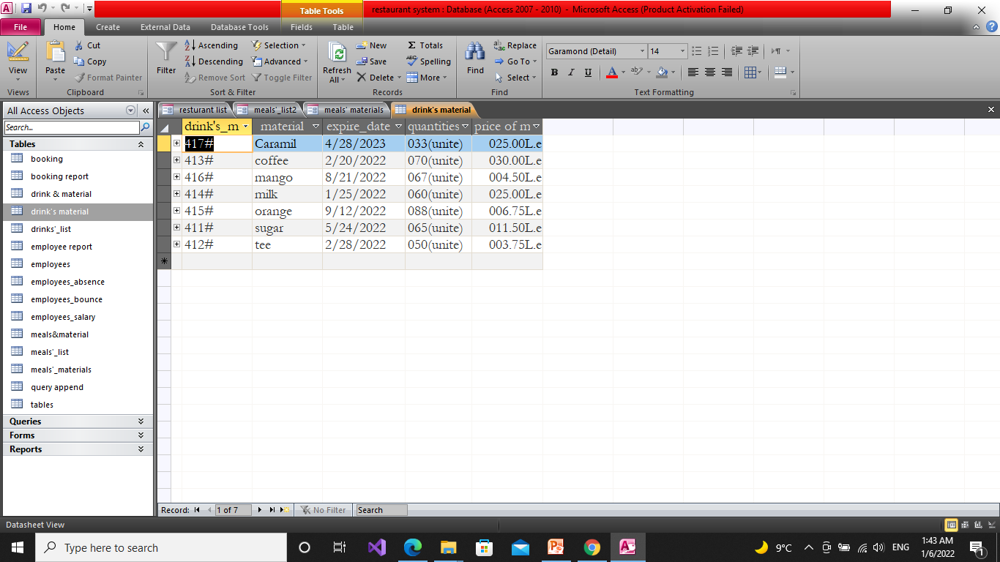 Table Tools
restaurant system : Database (Access 2007 - 2010) - Microsoft Access (Product Activation Failed)
File Home Create External Data Database Tools Fields Table
View
Views
Paste
Cut
Copy
Format Painter
Clipboard
Filter
Ascending
Descending
Remove Sort
Selection
Advanced
Toggle Filter
Sort & Filter
Refresh All
New
Save
Delete
Totals
Spelling
More
Records
Find
Replace
Go To
Select
Find
Garamond (Detail) 14
B I U
Text Formatting
All Access Objects
Search...
Tables
booking
booking report
drink & material
drink's material
drinks'_list
employee report
employees
employees_absence
employees_bounce
employees_salary
meals&material
meals'_list
meals'_materials
query append
tables
Queries
Forms
Reports
resturant list meals'_list2 meals' materials drink's material
drink's_m material expire_date quantities price of m
417# Caramil 4/28/2023 033(unite) 025.00L.e
413# coffee 2/20/2022 070(unite) 030.00L.e
416# mango 8/21/2022 067(unite) 004.50L.e
414# milk 1/25/2022 060(unite) 025.00L.e
415# orange 9/12/2022 088(unite) 006.75L.e
411# sugar 5/24/2022 065(unite) 011.50L.e
412# tee 2/28/2022 050(unite) 003.75L.e
Record: 1 of 7 No Filter Search
Datasheet View
Type here to search
9°C ENG
1:43 AM
1/6/2022
1